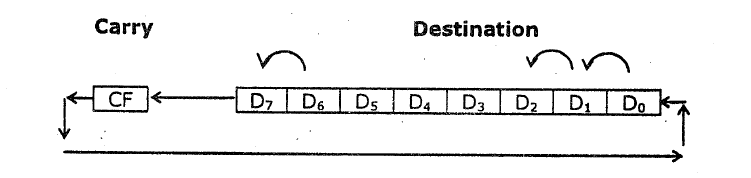 Carry Destination
CF D7 D6 D5 D4 D3 D2 D1 D0